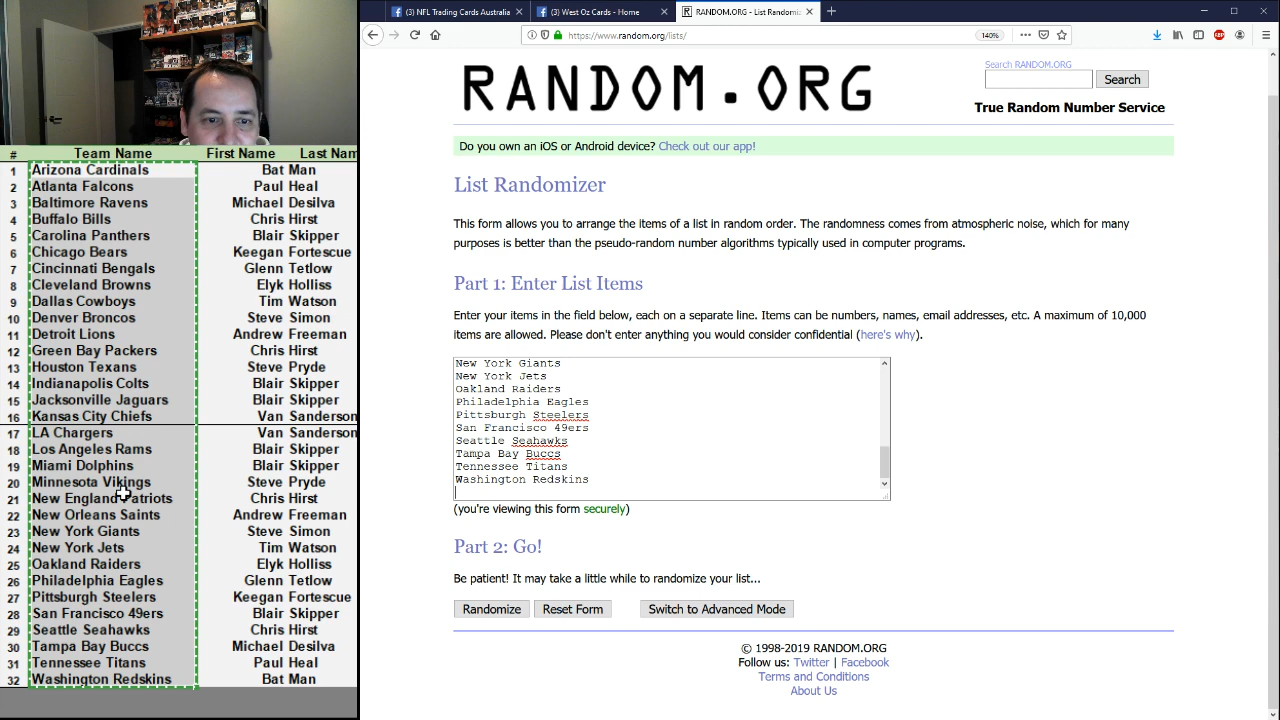 (3) NFL Trading Cards Australia
(3) West Oz Cards - Home
RANDOM.ORG - List Randomiz
https://www.random.org/lists/
140%
RANDOM.ORG
Search RANDOM.ORG
Search
True Random Number Service
Do you own an iOS or Android device? Check out our app!
List Randomizer
This form allows you to arrange the items of a list in random order. The randomness comes from atmospheric noise, which for many
purposes is better than the pseudo-random number algorithms typically used in computer programs.
Part 1: Enter List Items
Enter your items in the field below, each on a separate line. Items can be numbers, names, email addresses, etc. A maximum of 10,000
items are allowed. Please don't enter anything you would consider confidential (here's why).
New York Giants
New York Jets
Oakland Raiders
Philadelphia Eagles
Pittsburgh Steelers
San Francisco 49ers
Seattle Seahawks
Tampa Bay Buccs
Tennessee Titans
Washington Redskins
(you're viewing this form securely)
Part 2: Go!
Be patient! It may take a little while to randomize your list...
Randomize Reset Form Switch to Advanced Mode
© 1998-2019 RANDOM.ORG
Follow us: Twitter | Facebook
Terms and Conditions
About Us
# Team Name First Name Last Nam
1 Arizona Cardinals Bat Man
2 Atlanta Falcons Paul Heal
3 Baltimore Ravens Michael Desilva
4 Buffalo Bills Chris Hirst
5 Carolina Panthers Blair Skipper
6 Chicago Bears Keegan Fortescue
7 Cincinnati Bengals Glenn Tetlow
8 Cleveland Browns Elyk Holliss
9 Dallas Cowboys Tim Watson
10 Denver Broncos Steve Simon
11 Detroit Lions Andrew Freeman
12 Green Bay Packers Chris Hirst
13 Houston Texans Steve Pryde
14 Indianapolis Colts Blair Skipper
15 Jacksonville Jaguars Blair Skipper
16 Kansas City Chiefs Van Sanderson
17 LA Chargers Van Sanderson
18 Los Angeles Rams Blair Skipper
19 Miami Dolphins Blair Skipper
20 Minnesota Vikings Steve Pryde
21 New England Patriots Chris Hirst
22 New Orleans Saints Andrew Freeman
23 New York Giants Steve Simon
24 New York Jets Tim Watson
25 Oakland Raiders Elyk Holliss
26 Philadelphia Eagles Glenn Tetlow
27 Pittsburgh Steelers Keegan Fortescue
28 San Francisco 49ers Blair Skipper
29 Seattle Seahawks Chris Hirst
30 Tampa Bay Buccs Michael Desilva
31 Tennessee Titans Paul Heal
32 Washington Redskins Bat Man